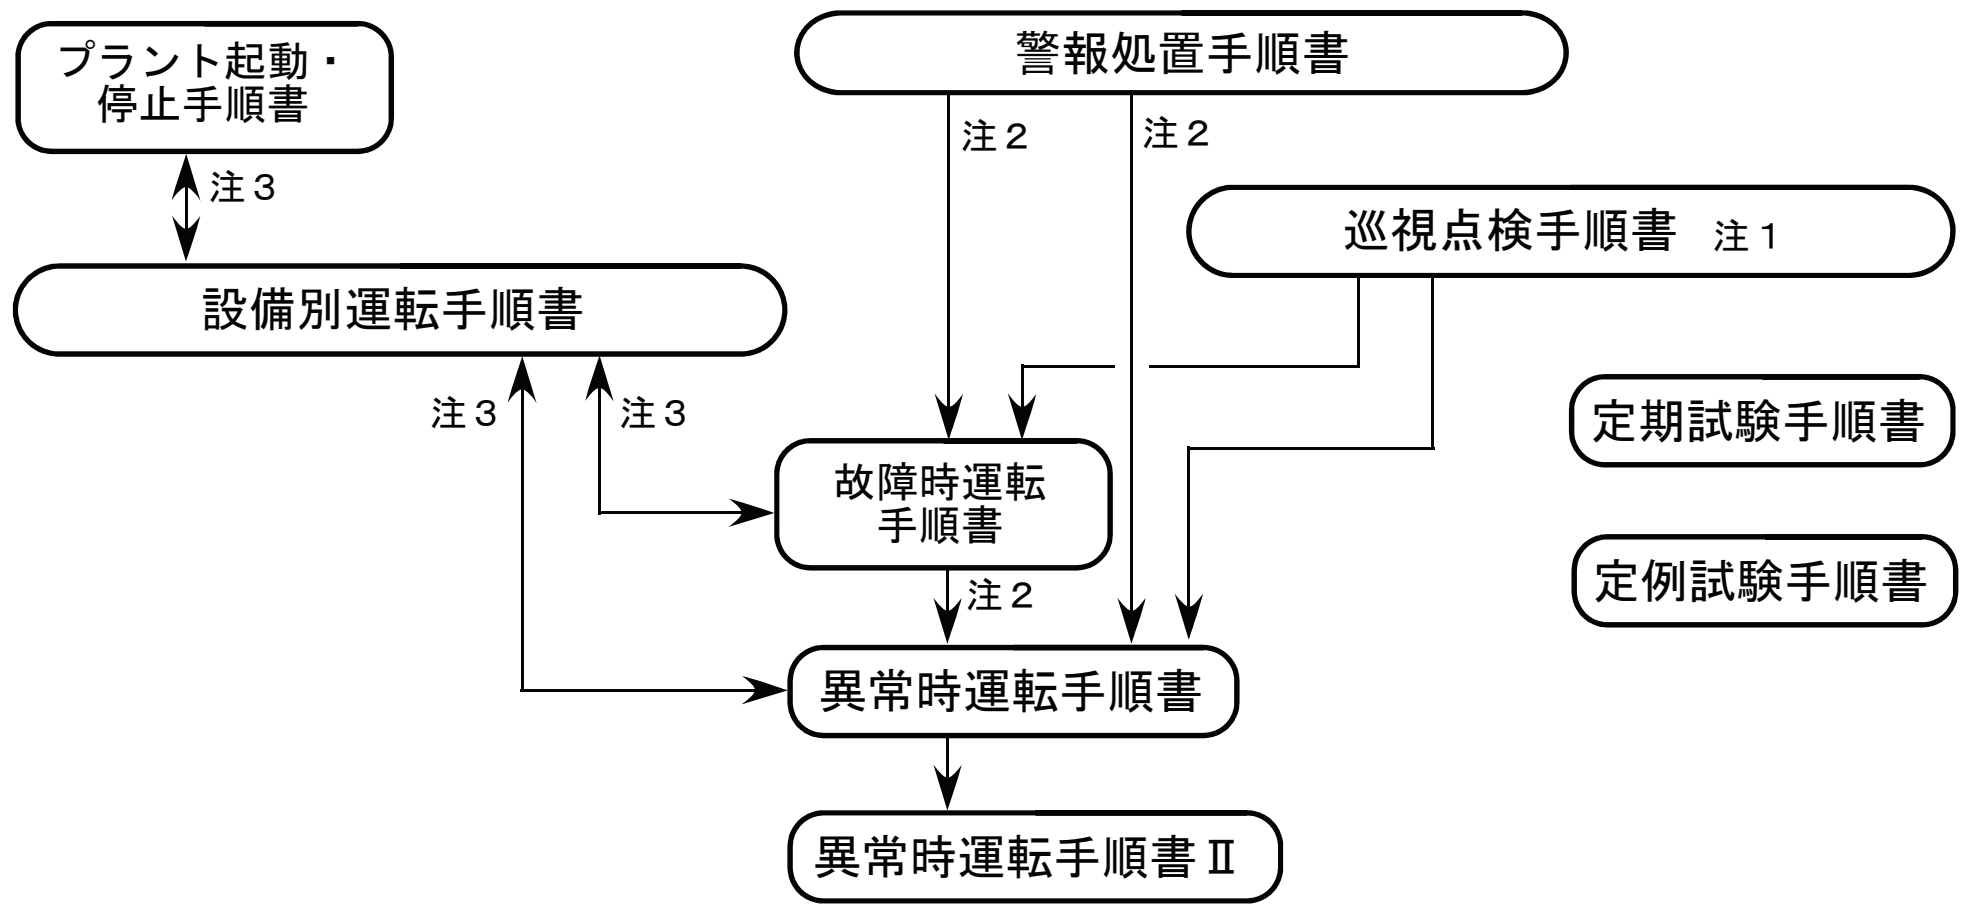 プラント起動・
停止手順書
警報処置手順書
注２
注２
注３
巡視点検手順書　注１
設備別運転手順書
注３
注３
定期試験手順書
故障時運転
手順書
定例試験手順書
注２
異常時運転手順書
異常時運転手順書Ⅱ